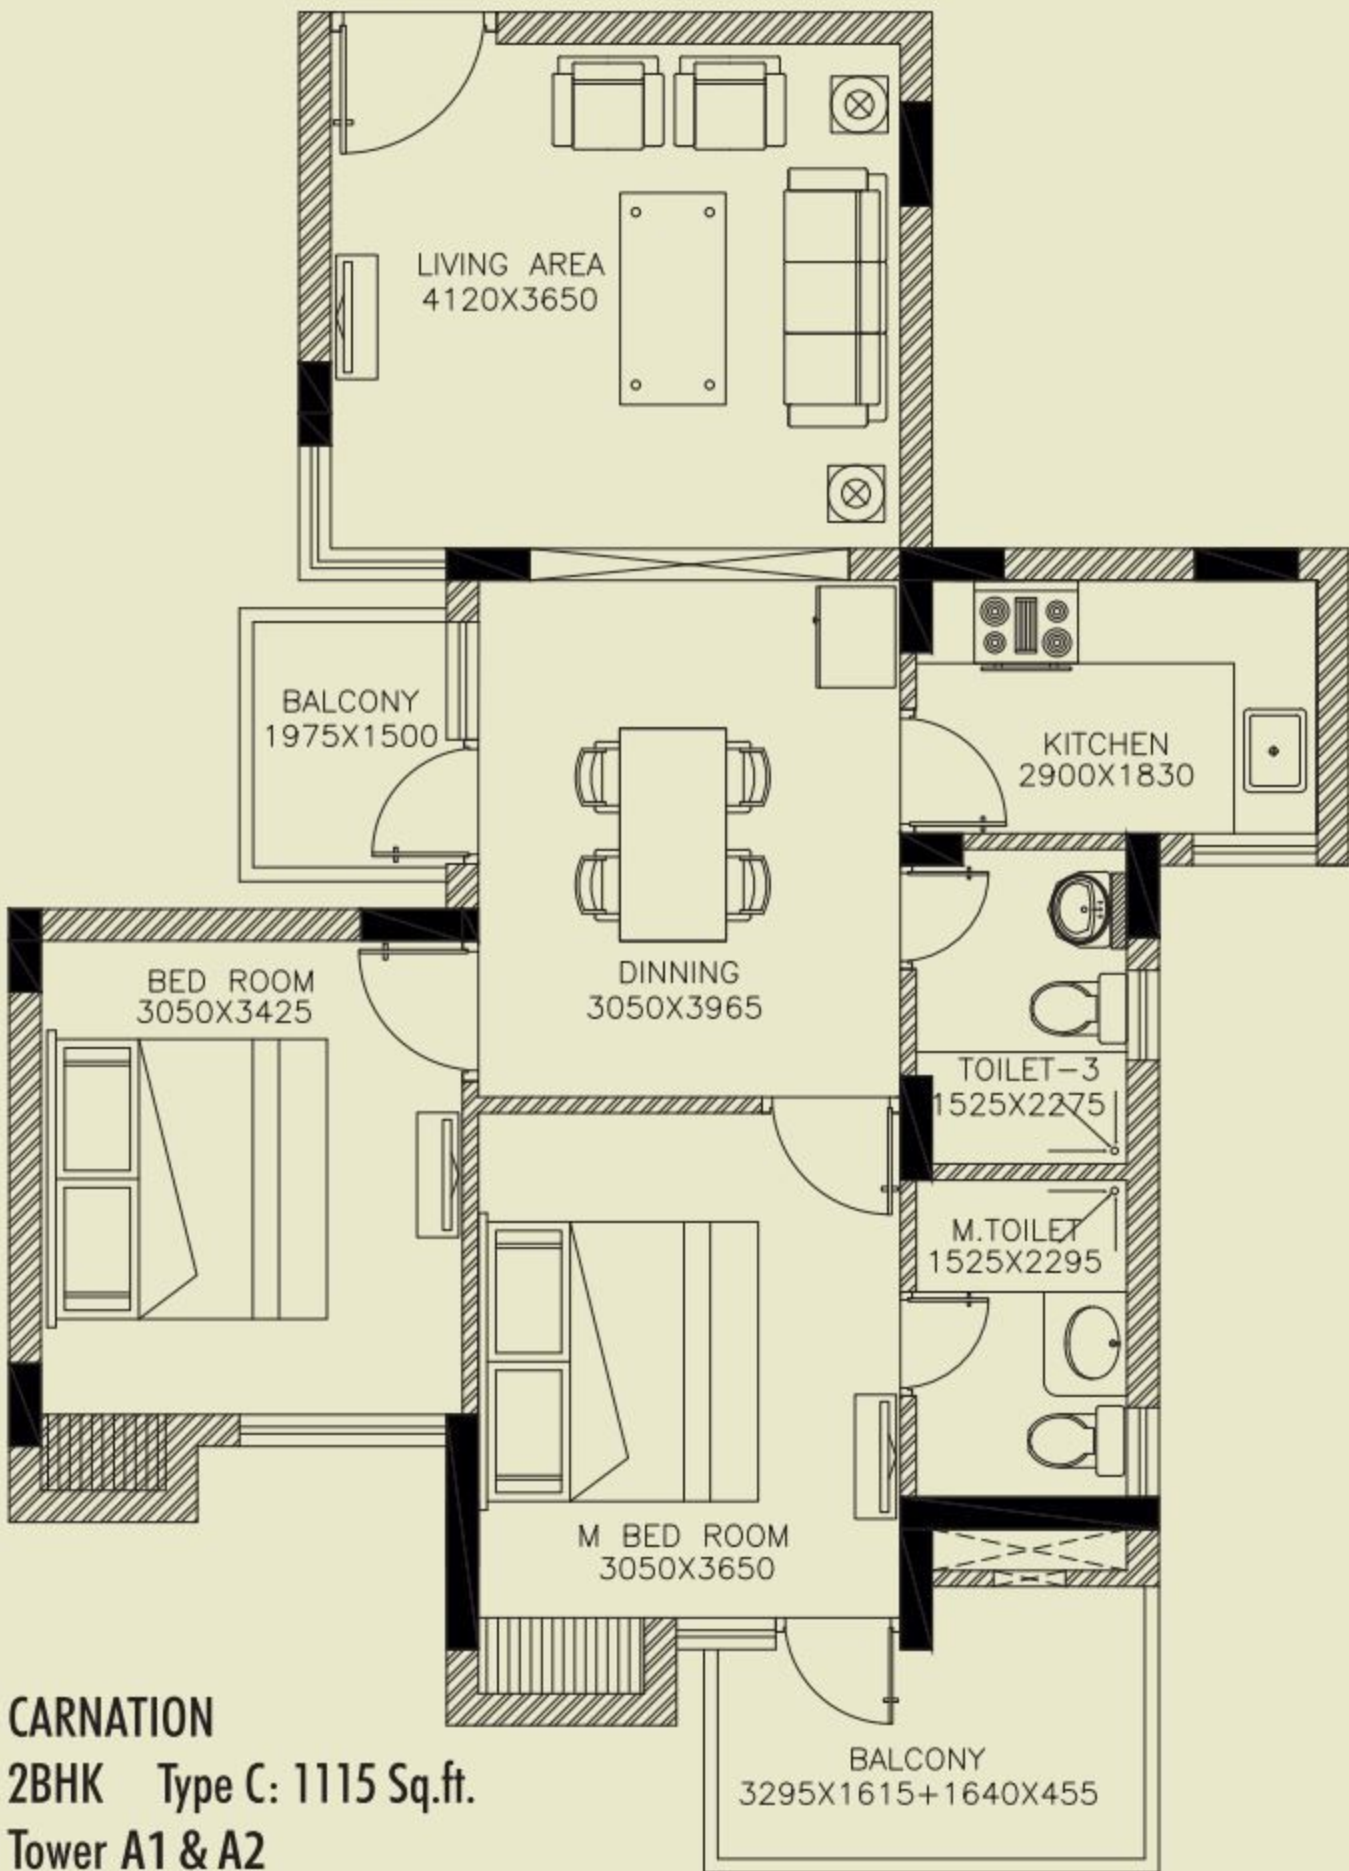 LIVING AREA
4120X3650
BALCONY
1975X1500
KITCHEN
2900X1830
BED ROOM
3050X3425
DINNING
3050X3965
TOILET-3
1525X2275
M.TOILET
1525X2295
M BED ROOM
3050X3650
BALCONY
3295X1615+1640X455
CARNATION
2BHK Type C: 1115 Sq.ft.
Tower A1 & A2